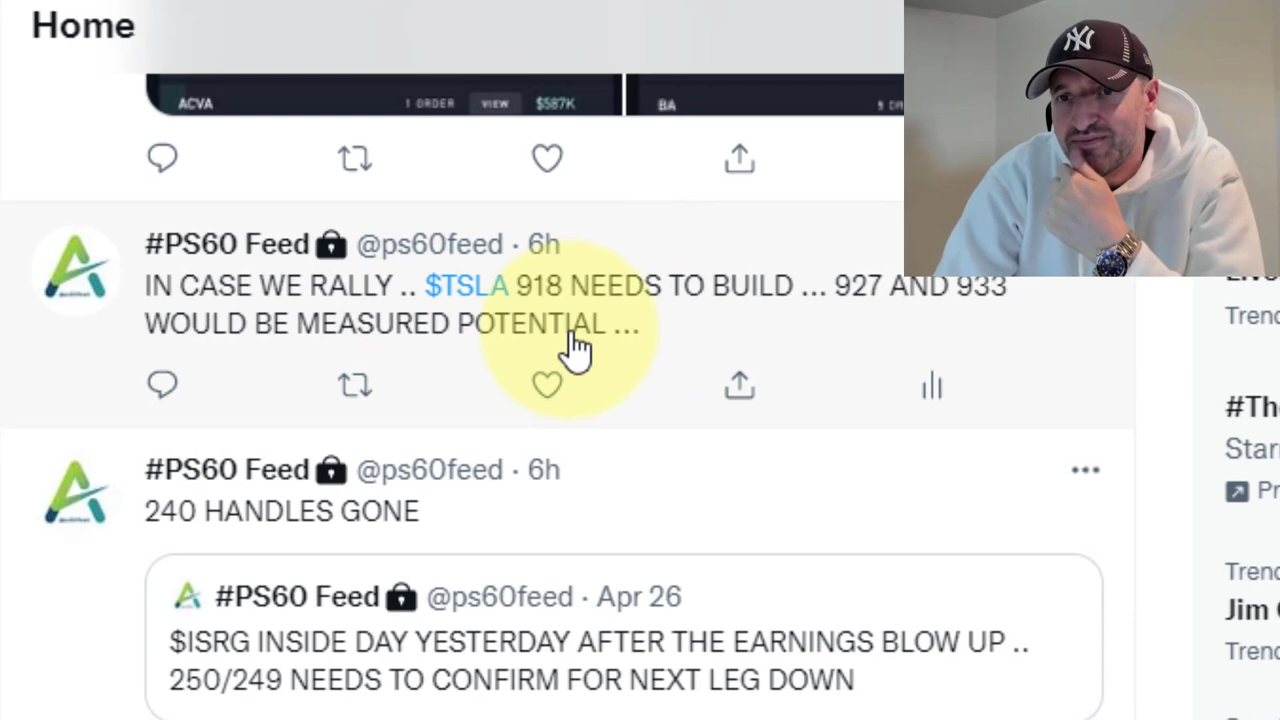 Home
ACVA 1 ORDER VIEW $587K BA
NY
#PS60 Feed @ps60feed · 6h
IN CASE WE RALLY .. $TSLA 918 NEEDS TO BUILD ... 927 AND 933
WOULD BE MEASURED POTENTIAL ...
Trend
#Th
Star
#PS60 Feed @ps60feed · 6h
240 HANDLES GONE
#PS60 Feed @ps60feed · Apr 26
$ISRG INSIDE DAY YESTERDAY AFTER THE EARNINGS BLOW UP ..
250/249 NEEDS TO CONFIRM FOR NEXT LEG DOWN
Trend
Jim
Trend